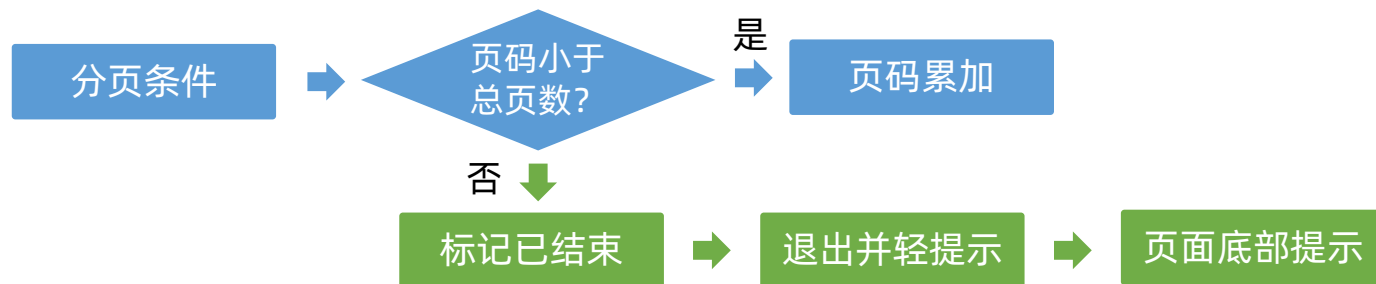 分页条件
页码小于
总页数？
是
页码累加
否
标记已结束
退出并轻提示
页面底部提示